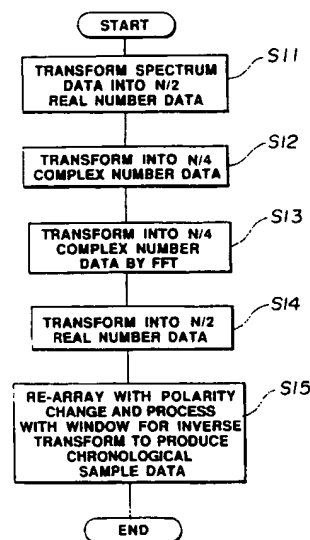 START
S11
TRANSFORM SPECTRUM
DATA INTO N/2
REAL NUMBER DATA
S12
TRANSFORM INTO N/4
COMPLEX NUMBER DATA
S13
TRANSFORM INTO N/4
COMPLEX NUMBER
DATA BY FFT
S14
TRANSFORM INTO N/2
REAL NUMBER DATA
S15
RE-ARRAY WITH POLARITY
CHANGE AND PROCESS
WITH WINDOW FOR INVERSE
TRANSFORM TO PRODUCE
CHRONOLOGICAL
SAMPLE DATA
END